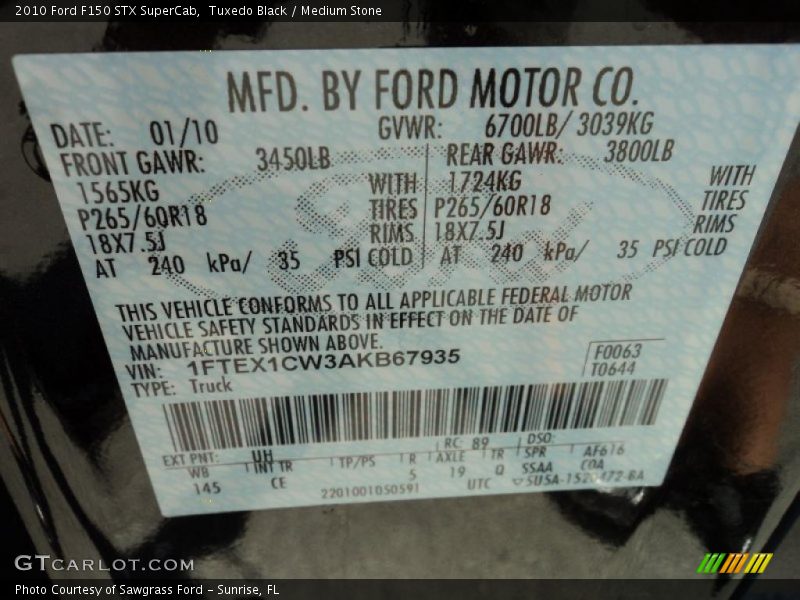 2010 Ford F150 STX SuperCab,  Tuxedo Black / Medium Stone
MFD. BY FORD MOTOR CO.
DATE: 01/10 GVWR: 6700LB/ 3039KG
FRONT GAWR: 3450LB REAR GAWR: 3800LB
1565KG WITH 1724KG WITH
P265/60R18 TIRES P265/60R18 TIRES
18X7.5J RIMS 18X7.5J RIMS
AT 240 kPa/ 35 PSI COLD AT 240 kPa/ 35 PSI COLD
THIS VEHICLE CONFORMS TO ALL APPLICABLE FEDERAL MOTOR
VEHICLE SAFETY STANDARDS IN EFFECT ON THE DATE OF
MANUFACTURE SHOWN ABOVE.
VIN: 1FTEX1CW3AKB67935 F0063
TYPE: Truck T0644
EXT PNT: UH RC: 89 DSO:
WB INT TR TP/PS R AXLE TR SPR AF616
145 CE 5 19 Q SSAA COA
2201001050591 UTC
GTCARLOT.COM
Photo Courtesy of Sawgrass Ford - Sunrise, FL